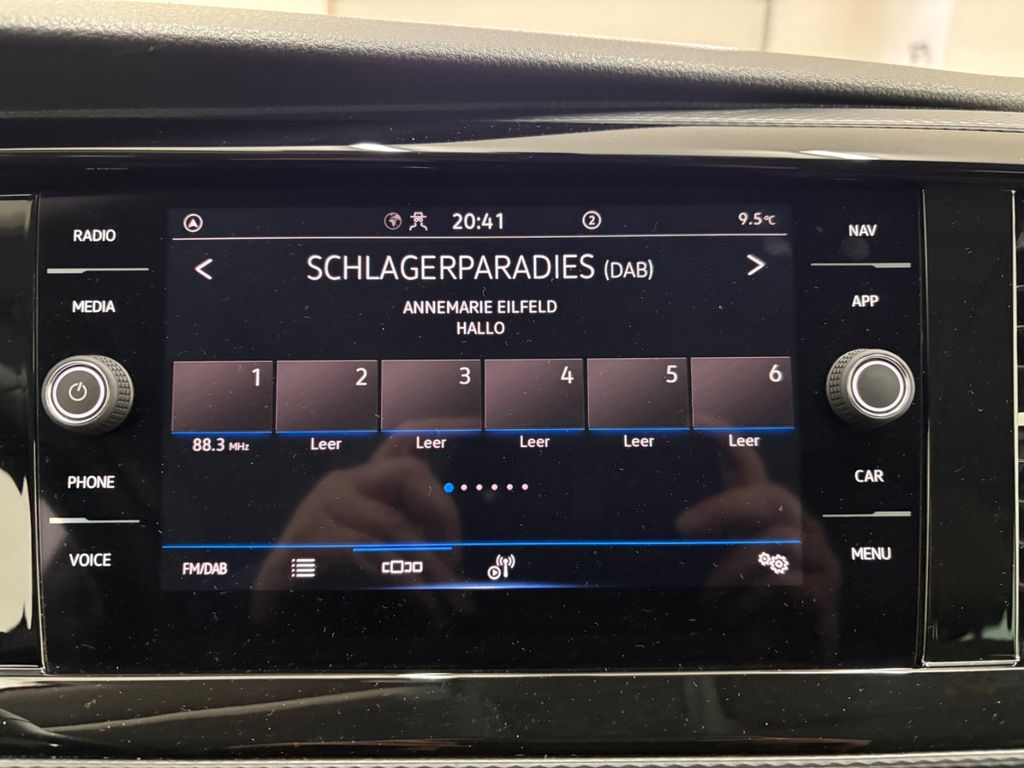 RADIO
MEDIA
PHONE
VOICE
20:41
2
9.5°C
SCHLAGERPARADIES (DAB)
ANNEMARIE EILFELD
HALLO
1 2 3 4 5 6
88.3 MHz Leer Leer Leer Leer Leer
FM/DAB
NAV
APP
CAR
MENU